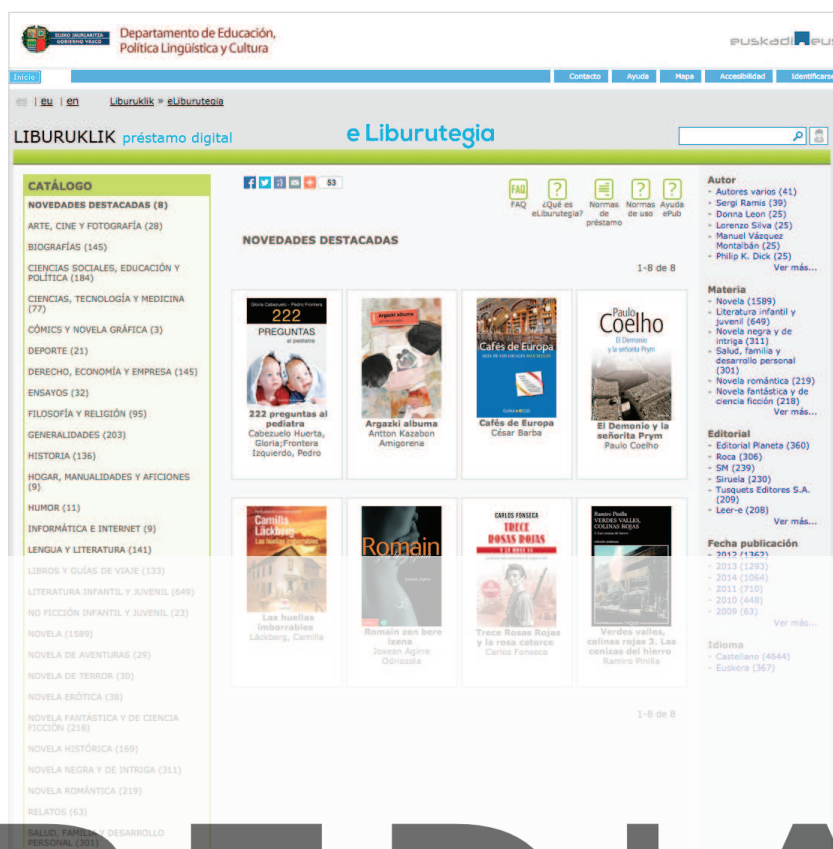 EUSKO JAURLARITZA
GOBIERNO VASCO
Departamento de Educación,
Política Lingüística y Cultura
euskadi eus
Inicio
Contacto Ayuda Mapa Accesibilidad Identificarse
es | eu | en Liburuklik » eLiburutegia
LIBURUKLIK préstamo digital
e Liburutegia
CATÁLOGO
NOVEDADES DESTACADAS (8)
ARTE, CINE Y FOTOGRAFÍA (28)
BIOGRAFÍAS (145)
CIENCIAS SOCIALES, EDUCACIÓN Y
POLÍTICA (184)
CIENCIAS, TECNOLOGÍA Y MEDICINA
(77)
CÓMICS Y NOVELA GRÁFICA (3)
DEPORTE (21)
DERECHO, ECONOMÍA Y EMPRESA (145)
ENSAYOS (32)
FILOSOFÍA Y RELIGIÓN (95)
GENERALIDADES (203)
HISTORIA (136)
HOGAR, MANUALIDADES Y AFICIONES
(9)
HUMOR (11)
INFORMÁTICA E INTERNET (9)
LENGUA Y LITERATURA (141)
LIBROS Y GUÍAS DE VIAJE (133)
LITERATURA INFANTIL Y JUVENIL (649)
NO FICCIÓN INFANTIL Y JUVENIL (23)
NOVELA (1589)
NOVELA DE AVENTURAS (29)
NOVELA DE TERROR (30)
NOVELA ERÓTICA (38)
NOVELA FANTÁSTICA Y DE CIENCIA
FICCIÓN (218)
NOVELA HISTÓRICA (169)
NOVELA NEGRA Y DE INTRIGA (311)
NOVELA ROMÁNTICA (219)
RELATOS (63)
SALUD, FAMILIA Y DESARROLLO
PERSONAL (301)
53
FAQ
FAQ
¿Qué es
eLiburutegia?
Normas
de
préstamo
Normas
de uso
Ayuda
ePub
NOVEDADES DESTACADAS
1-8 de 8
Gloria Cabezuelo - Pedro Frontera
222
PREGUNTAS
al pediatra
222 preguntas al
pediatra
Cabezuelo Huerta,
Gloria;Frontera
Izquierdo, Pedro
Argazki albuma
Argazki albuma
Antton Kazabon
Amigorena
Cafés de Europa
Cafés de Europa
César Barba
Paulo
Coelho
El Demonio
y la señorita Prym
El Demonio y la
señorita Prym
Paulo Coelho
Camilla
Läckberg
Las huellas imborrables
Las huellas
imborrables
Läckberg, Camilla
Romain
Romain zen bere
izena
Joxean Agirre
Odriozola
CARLOS FONSECA
TRECE
ROSAS ROJAS
Trece Rosas Rojas
y la rosa catorce
Carlos Fonseca
Ramiro Pinilla
VERDES VALLES,
COLINAS ROJAS
Verdes valles,
colinas rojas 3. Las
cenizas del hierro
Ramiro Pinilla
1-8 de 8
Autor
- Autores varios (41)
- Sergi Ramis (39)
- Donna Leon (25)
- Lorenzo Silva (25)
- Manuel Vázquez
Montalbán (25)
- Philip K. Dick (25)
Ver más...
Materia
- Novela (1589)
- Literatura infantil y
juvenil (649)
- Novela negra y de
intriga (311)
- Salud, familia y
desarrollo personal
(301)
- Novela romántica (219)
- Novela fantástica y de
ciencia ficción (218)
Ver más...
Editorial
- Editorial Planeta (360)
- Roca (306)
- SM (239)
- Siruela (230)
- Tusquets Editores S.A.
(209)
- Leer-e (208)
Ver más...
Fecha publicación
- 2012 (1362)
- 2013 (1293)
- 2014 (1064)
- 2011 (710)
- 2010 (448)
- 2009 (63)
Ver más...
Idioma
- Castellano (4644)
- Euskera (367)